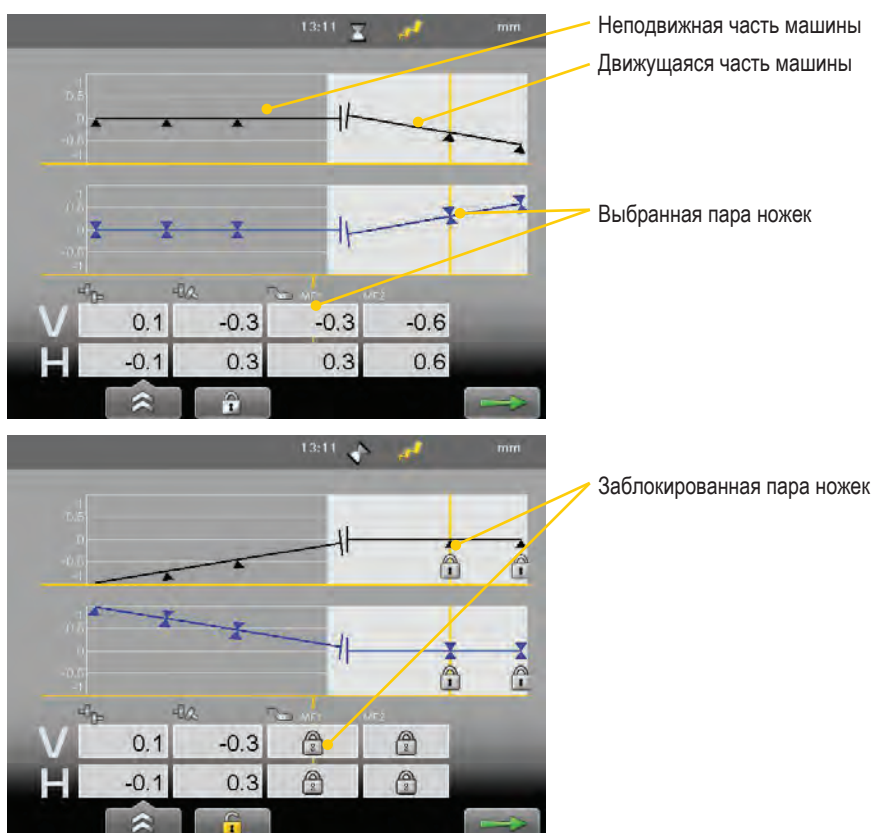 13:11 mm
Неподвижная часть машины
Движущаяся часть машины
1
0.5
0
-0.5
-1
1
0.5
0
-0.5
-1
Выбранная пара ножек
MF1 MF2
V 0.1 -0.3 -0.3 -0.6
H -0.1 0.3 0.3 0.6
13:11 mm
Заблокированная пара ножек
1
0.5
0
-0.5
-1
1
0.5
0
-0.5
-1
MF1 MF2
V 0.1 -0.3
H -0.1 0.3